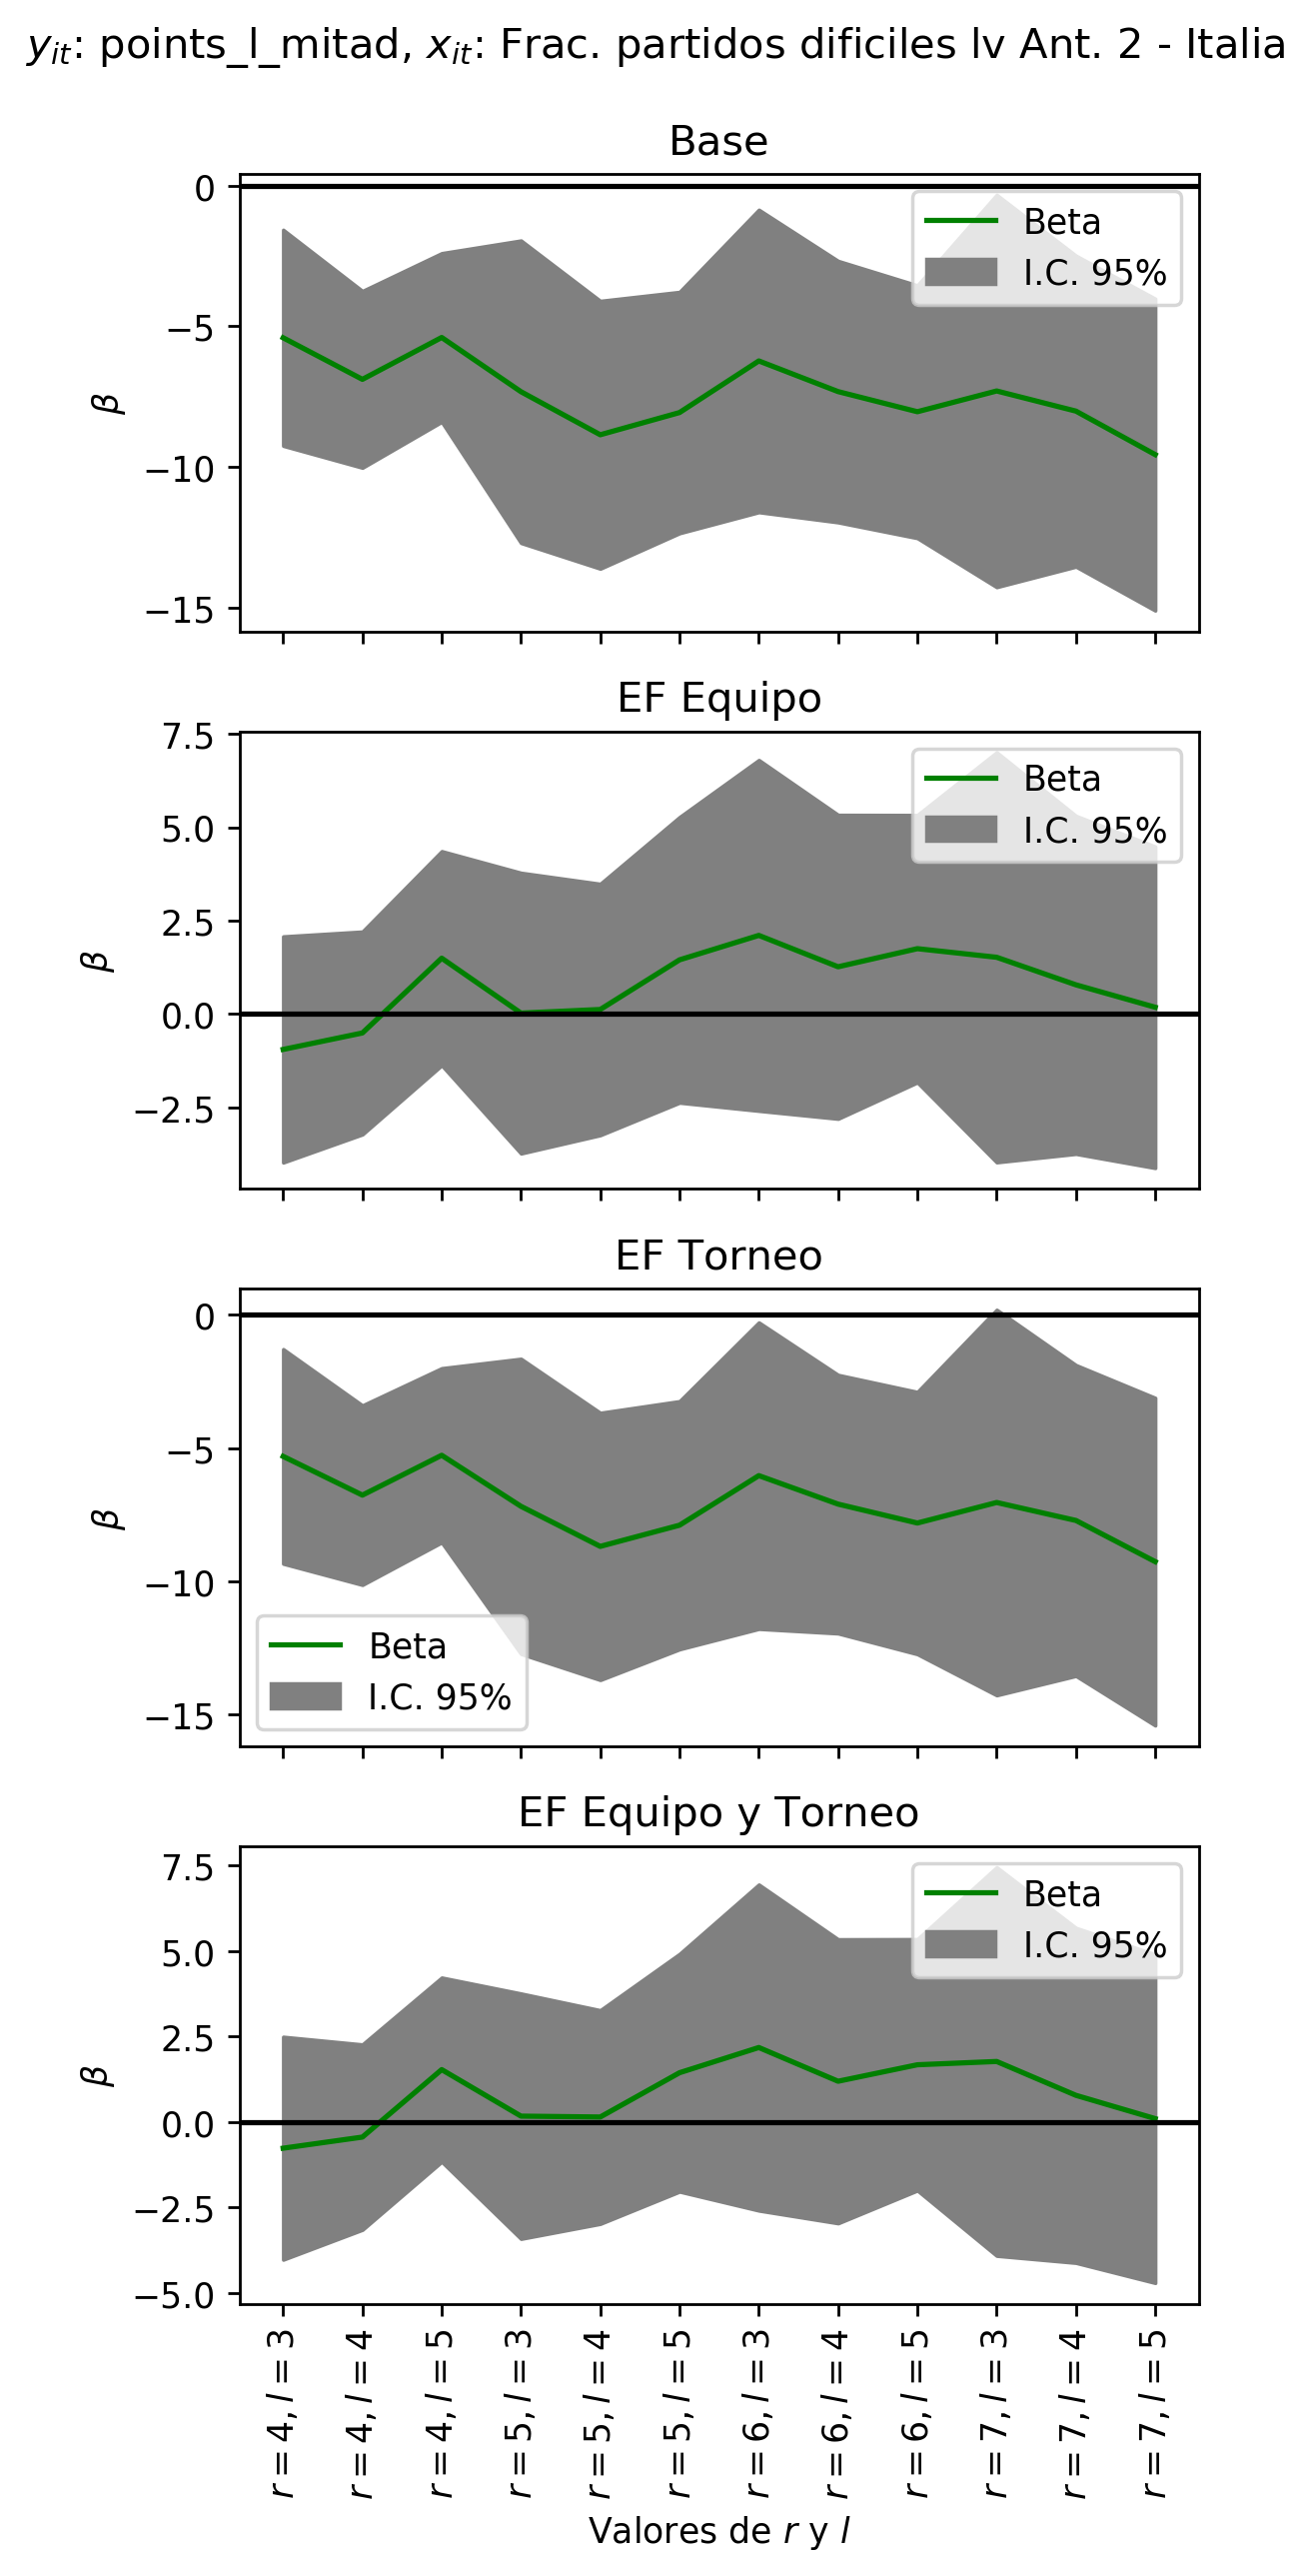 y_it: points_l_mitad, x_it: Frac. partidos dificiles lv Ant. 2 - Italia
Base
0
−5
−10
−15
β
Beta
I.C. 95%
EF Equipo
7.5
5.0
2.5
0.0
−2.5
β
Beta
I.C. 95%
EF Torneo
0
−5
−10
−15
β
Beta
I.C. 95%
EF Equipo y Torneo
7.5
5.0
2.5
0.0
−2.5
−5.0
β
Beta
I.C. 95%
r = 4, l = 3
r = 4, l = 4
r = 4, l = 5
r = 5, l = 3
r = 5, l = 4
r = 5, l = 5
r = 6, l = 3
r = 6, l = 4
r = 6, l = 5
r = 7, l = 3
r = 7, l = 4
r = 7, l = 5
Valores de r y l